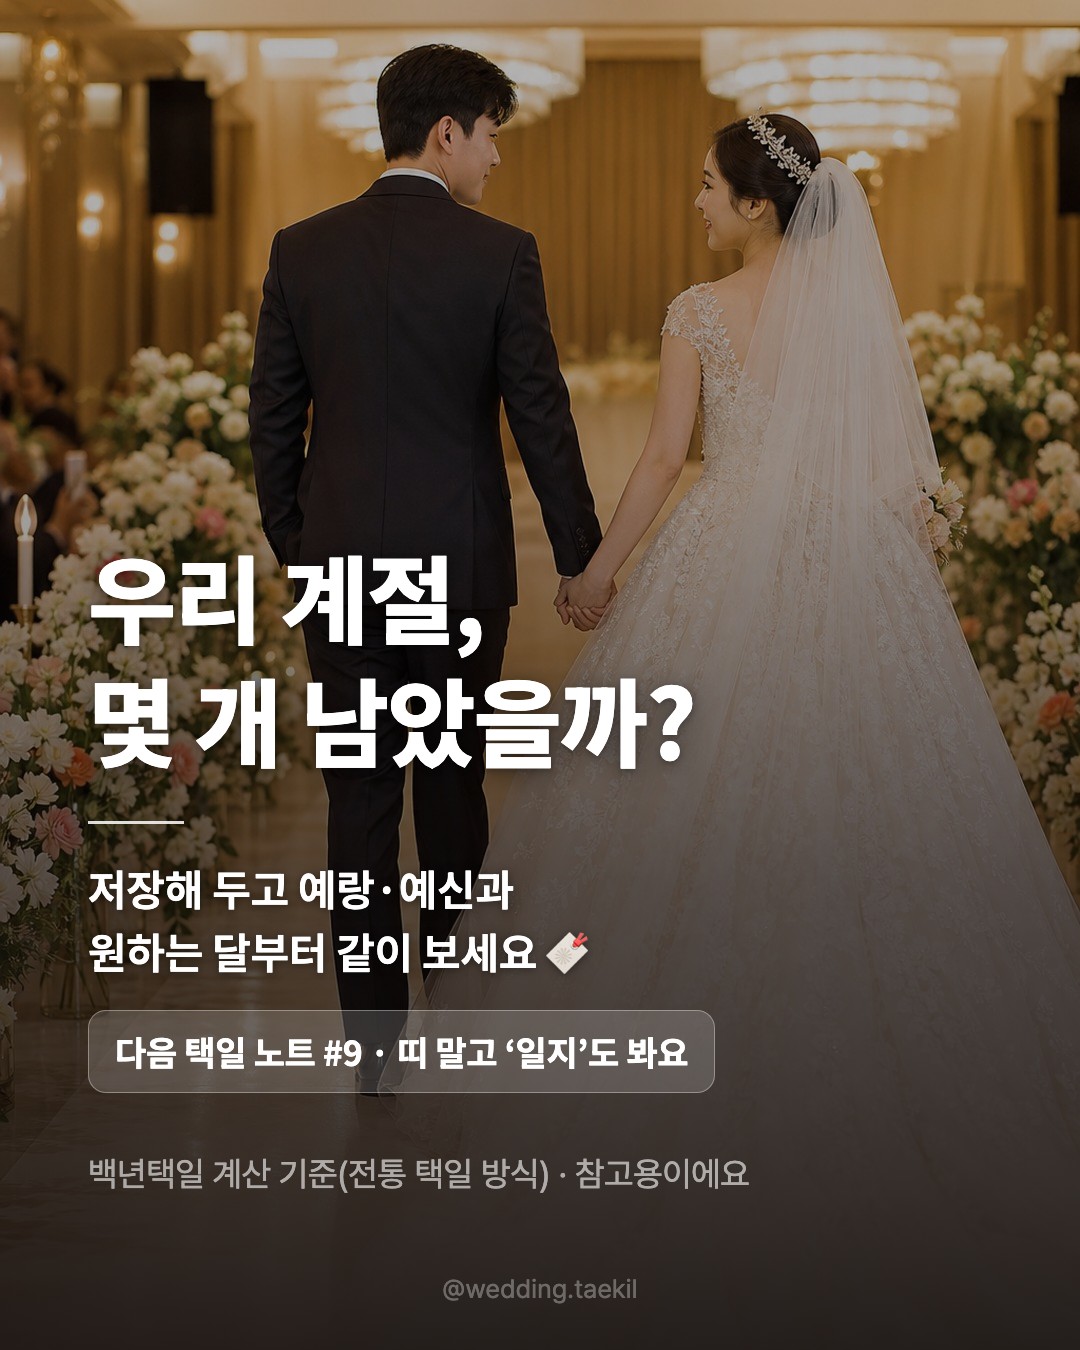 우리 계절,
몇 개 남았을까?
저장해 두고 예랑·예신과
원하는 달부터 같이 보세요
다음 택일 노트 #9 · 띠 말고 ‘일지’도 봐요
백년택일 계산 기준(전통 택일 방식) · 참고용이에요
@wedding.taekil